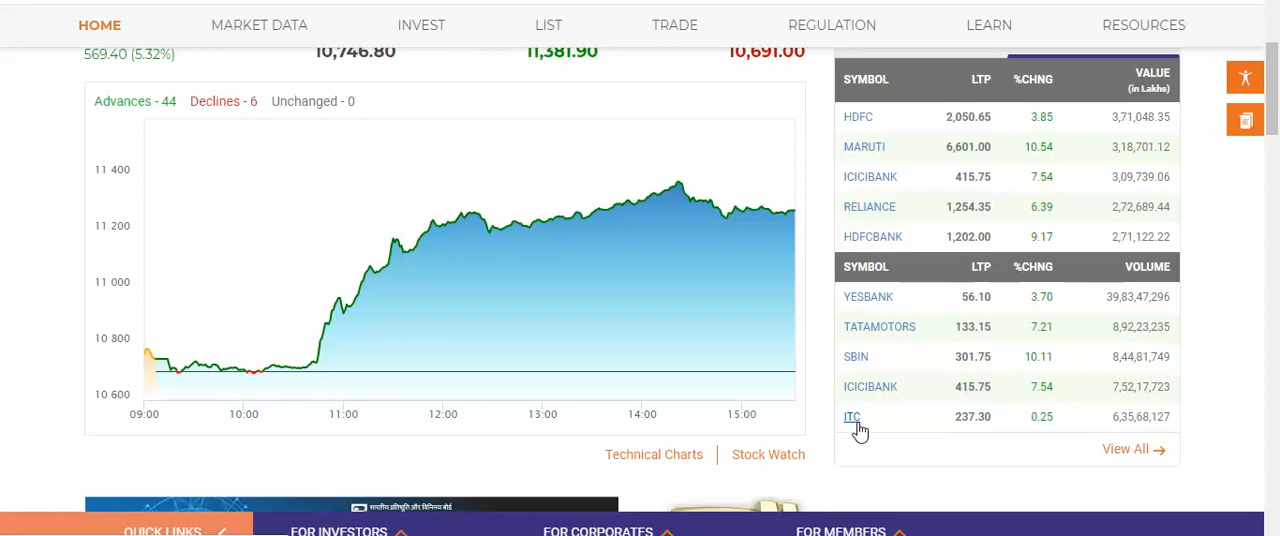 HOME MARKET DATA INVEST LIST TRADE REGULATION LEARN RESOURCES
569.40 (5.32%) 10,746.80 11,381.90 10,691.00
Advances - 44 Declines - 6 Unchanged - 0
11 400
11 200
11 000
10 800
10 600
09:00 10:00 11:00 12:00 13:00 14:00 15:00
Technical Charts Stock Watch
SYMBOL LTP %CHNG VALUE
(in Lakhs)
HDFC 2,050.65 3.85 3,71,048.35
MARUTI 6,601.00 10.54 3,18,701.12
ICICIBANK 415.75 7.54 3,09,739.06
RELIANCE 1,254.35 6.39 2,72,689.44
HDFCBANK 1,202.00 9.17 2,71,122.22
SYMBOL LTP %CHNG VOLUME
YESBANK 56.10 3.70 39,83,47,296
TATAMOTORS 133.15 7.21 8,92,23,235
SBIN 301.75 10.11 8,44,81,749
ICICIBANK 415.75 7.54 7,52,17,723
ITC 237.30 0.25 6,35,68,127
View All
भारतीय प्रतिभूति और विनिमय बोर्ड
QUICK LINKS FOR INVESTORS FOR CORPORATES FOR MEMBERS